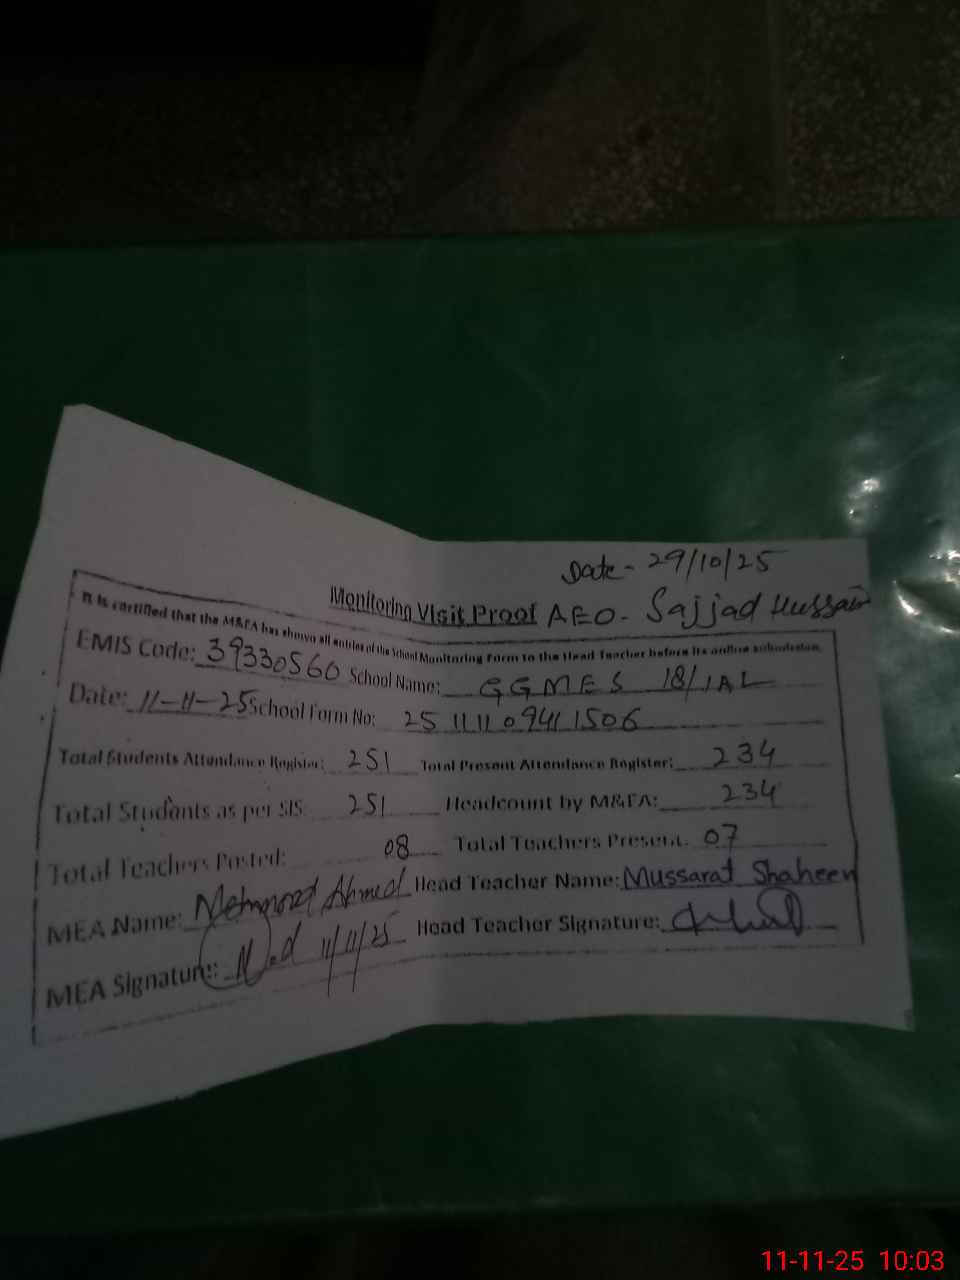 Date - 29/10/25
Monitoring Visit Proof AEO - Sajjad Hussain
It is certified that the M&EA has shown all entries of the School Monitoring Form to the Head Teacher before its online submission.
EMIS Code: 39330560 School Name: GGMES 18/1AL
Date: 11-11-25 School Form No: 25111109411506
Total Students Attendance Register: 251 Total Present Attendance Register: 234
Total Students as per SIS: 251 Headcount by M&EA: 234
Total Teachers Posted: 08 Total Teachers Present: 07
MEA Name: Mehmood Ahmed Head Teacher Name: Mussarat Shaheen
MEA Signature: 11/11/25 Head Teacher Signature:
11-11-25 10:03